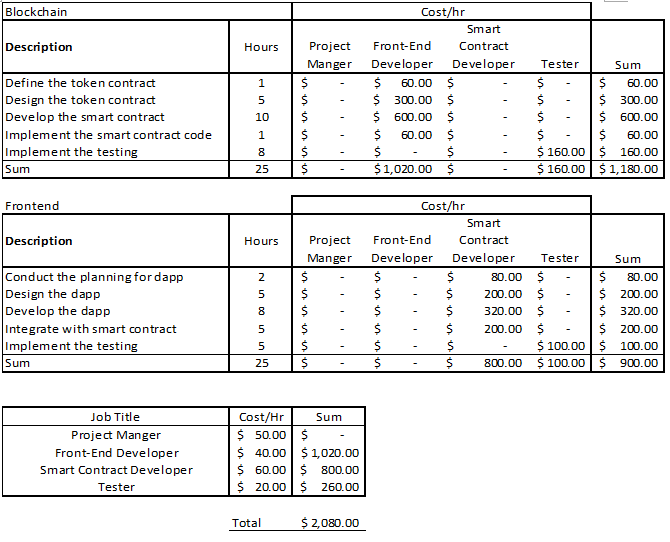 Blockchain Cost/hr
Description Hours Project Manger Front-End Developer Smart Contract Developer Tester Sum
Define the token contract 1 $ - $ 60.00 $ - $ - $ 60.00
Design the token contract 5 $ - $ 300.00 $ - $ - $ 300.00
Develop the smart contract 10 $ - $ 600.00 $ - $ - $ 600.00
Implement the smart contract code 1 $ - $ 60.00 $ - $ - $ 60.00
Implement the testing 8 $ - $ - $ - $ 160.00 $ 160.00
Sum 25 $ - $ 1,020.00 $ - $ 160.00 $ 1,180.00
Frontend Cost/hr
Description Hours Project Manger Front-End Developer Smart Contract Developer Tester Sum
Conduct the planning for dapp 2 $ - $ - $ 80.00 $ - $ 80.00
Design the dapp 5 $ - $ - $ 200.00 $ - $ 200.00
Develop the dapp 8 $ - $ - $ 320.00 $ - $ 320.00
Integrate with smart contract 5 $ - $ - $ 200.00 $ - $ 200.00
Implement the testing 5 $ - $ - $ - $ 100.00 $ 100.00
Sum 25 $ - $ - $ 800.00 $ 100.00 $ 900.00
Job Title Cost/Hr Sum
Project Manger $ 50.00 $ -
Front-End Developer $ 40.00 $ 1,020.00
Smart Contract Developer $ 60.00 $ 800.00
Tester $ 20.00 $ 260.00
Total $ 2,080.00